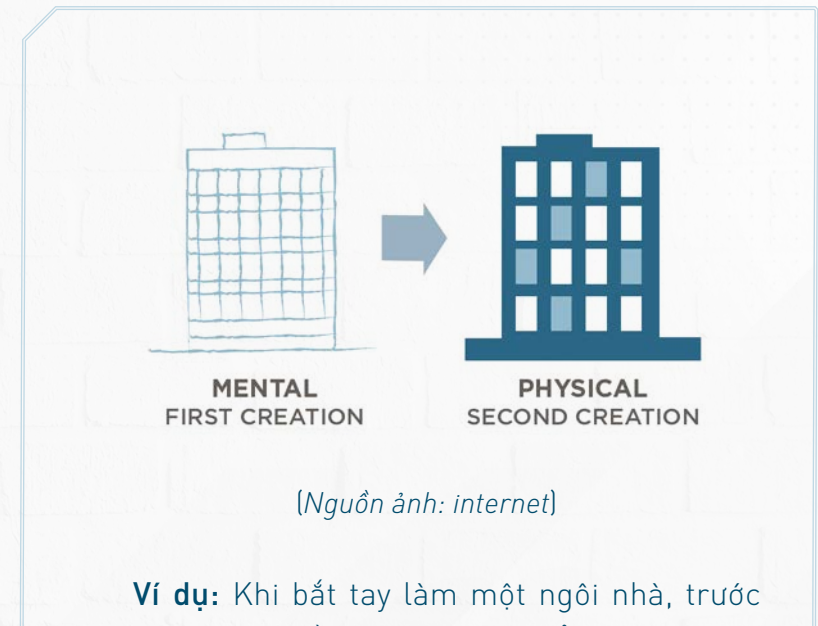 MENTAL
FIRST CREATION
PHYSICAL
SECOND CREATION
(Nguồn ảnh: internet)
Ví dụ: Khi bắt tay làm một ngôi nhà, trước